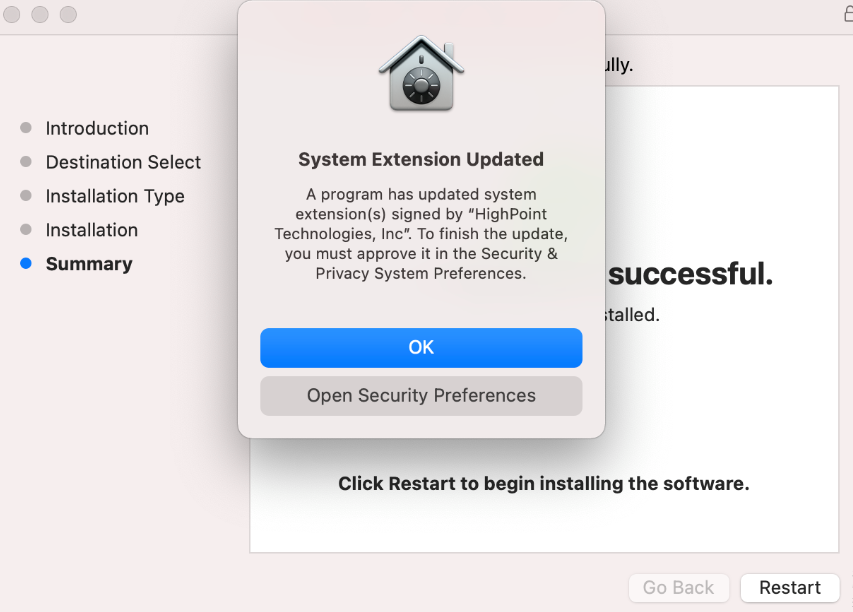 ully.
Introduction
Destination Select
Installation Type
Installation
Summary
System Extension Updated
A program has updated system
extension(s) signed by “HighPoint
Technologies, Inc”. To finish the update,
you must approve it in the Security &
Privacy System Preferences.
successful.
stalled.
OK
Open Security Preferences
Click Restart to begin installing the software.
Go Back
Restart